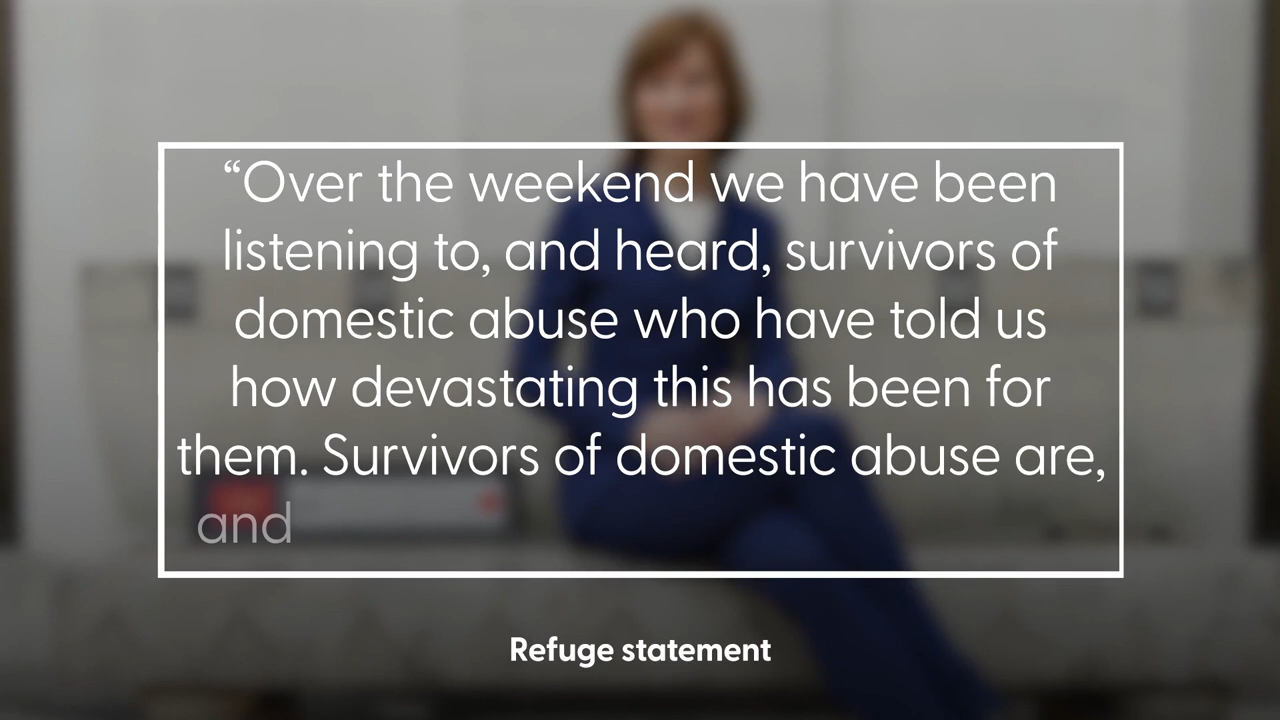 “Over the weekend we have been
listening to, and heard, survivors of
domestic abuse who have told us
how devastating this has been for
them. Survivors of domestic abuse are,
and
Refuge statement